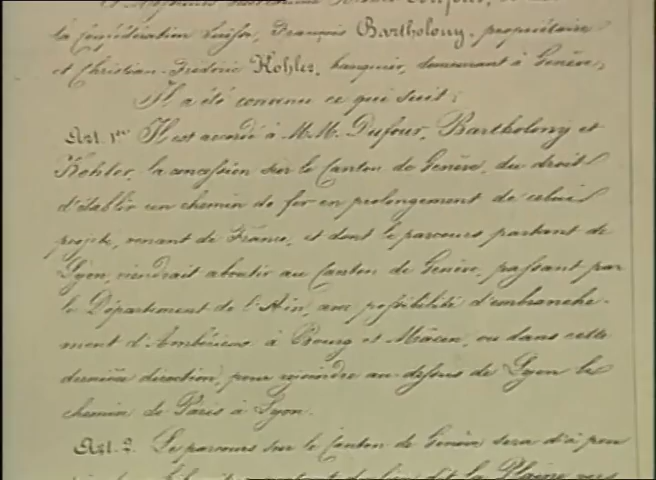 la Confédération Suisse, François Bartholony, propriétaire
et Christian-Frédéric Kohler, banquier, demeurant à Genève,
Il a été convenu ce qui suit:
Art. 1er Il est accordé à M.M. Dufour, Bartholony et
Kohler, la concession sur le Canton de Genève, du droit
d'établir un chemin de fer en prolongement de celui
projeté, venant de France, et dont le parcours partant de
Lyon, viendrait aboutir au Canton de Genève, passant par
le Département de l'Ain, avec possibilité d'embranche-
ment d'Ambérieux à Bourg et Mâcon, ou dans cette
dernière direction, pour rejoindre au-dessus de Lyon le
chemin de Paris à Lyon.
Art. 2. Le parcours sur le Canton de Genève sera d'à peu
la Plaine vers